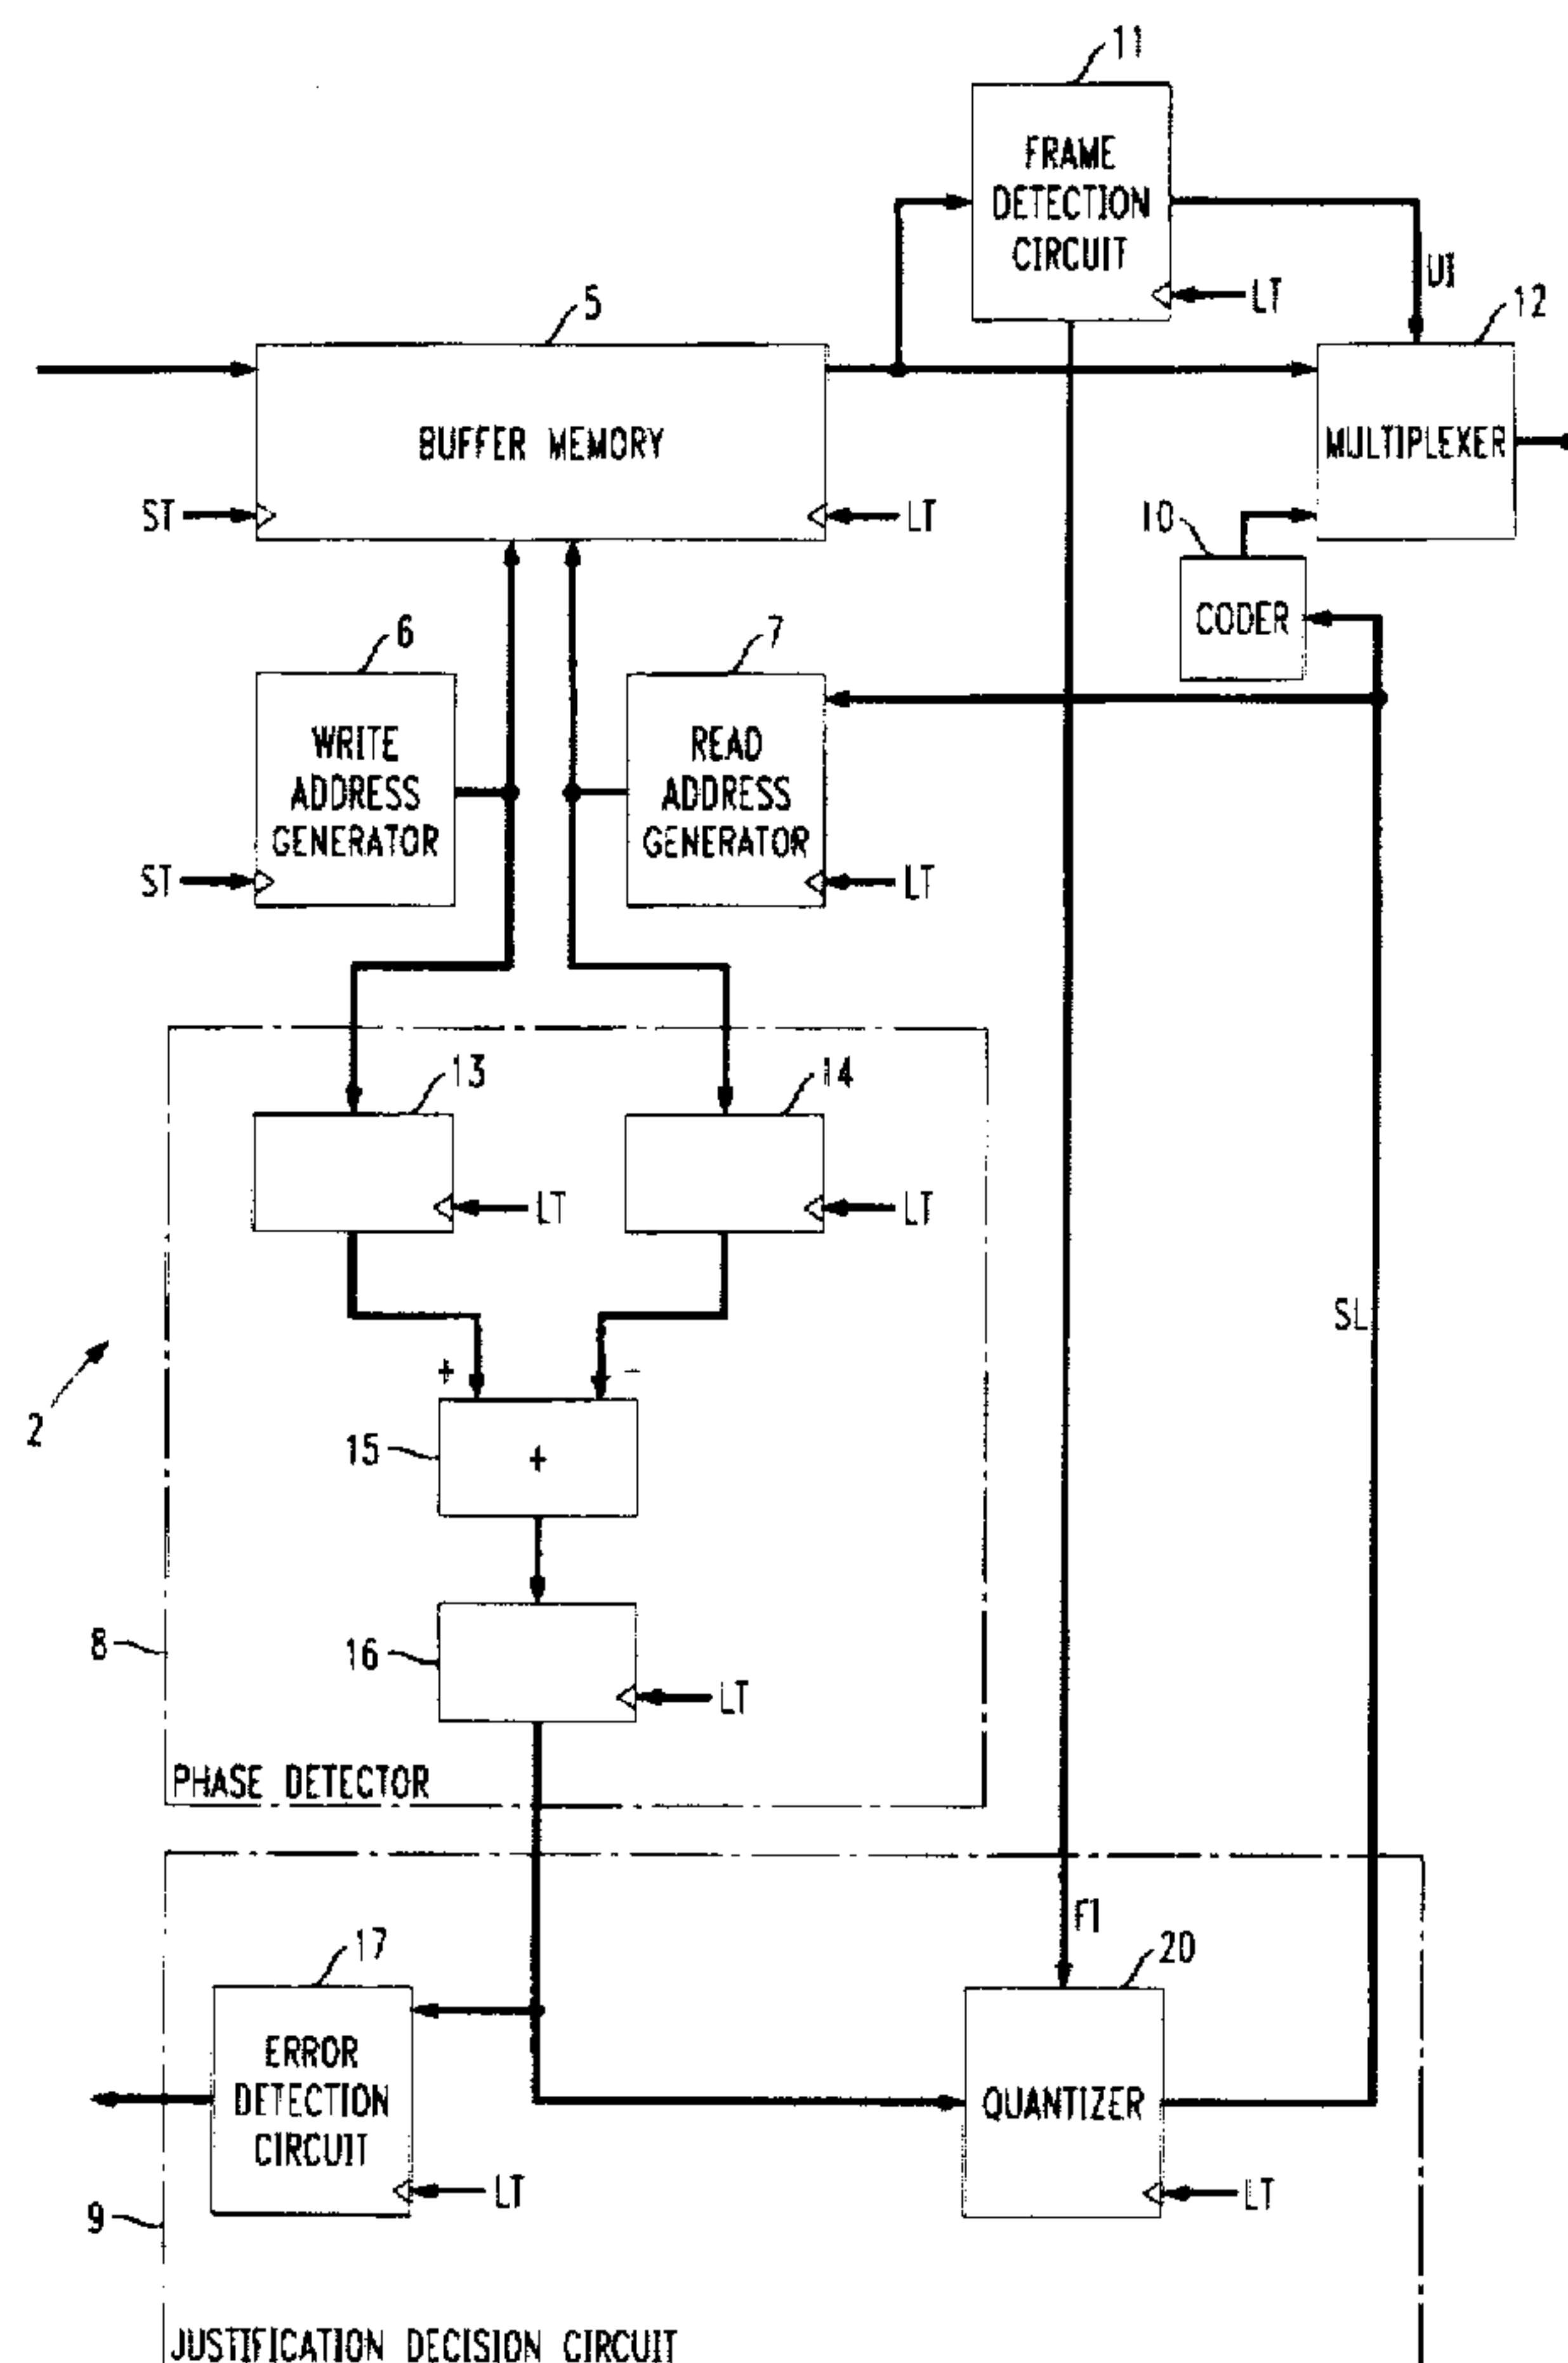 11
FRAME
DETECTION
CIRCUIT
LT
UI
5
12
BUFFER MEMORY
MULTIPLEXER
ST
LT
10
CODER
6
7
WRITE
ADDRESS
GENERATOR
READ
ADDRESS
GENERATOR
ST
LT
13
14
LT
LT
SL
+
-
2
15
+
16
8
LT
PHASE DETECTOR
F1
17
20
ERROR
DETECTION
CIRCUIT
QUANTIZER
LT
LT
9
JUSTIFICATION DECISION CIRCUIT